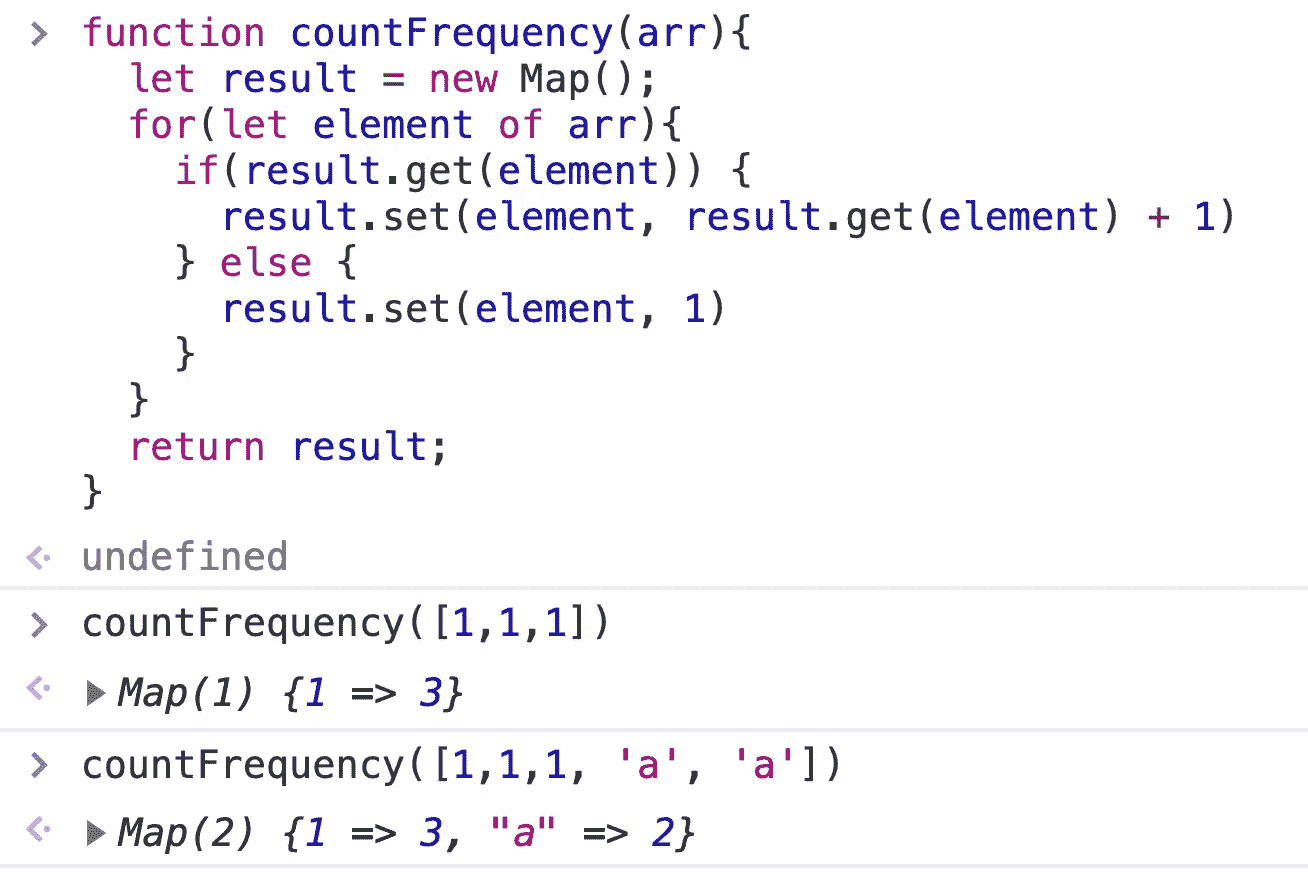 > function countFrequency(arr){
  let result = new Map();
  for(let element of arr){
    if(result.get(element)) {
      result.set(element, result.get(element) + 1)
    } else {
      result.set(element, 1)
    }
  }
  return result;
}
undefined
> countFrequency([1,1,1])
▶ Map(1) {1 => 3}
> countFrequency([1,1,1, 'a', 'a'])
▶ Map(2) {1 => 3, "a" => 2}